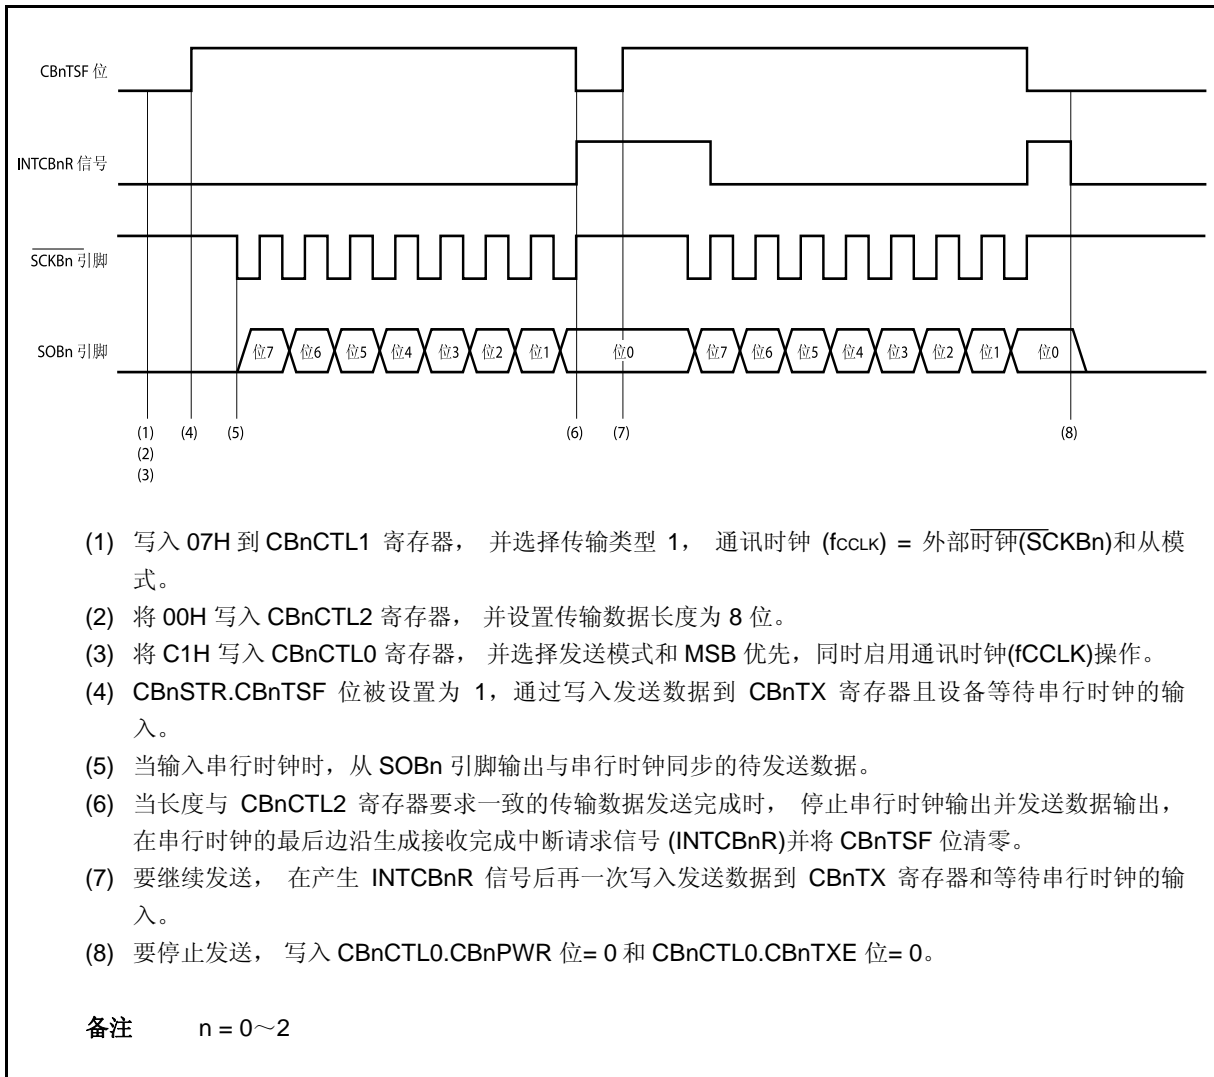 CBnTSF 位
INTCBnR 信号
SCKBn 引脚
SOBn 引脚
位7 位6 位5 位4 位3 位2 位1 位0 位7 位6 位5 位4 位3 位2 位1 位0
(1) (4) (5) (6) (7) (8)
(2)
(3)
(1) 写入 07H 到 CBnCTL1 寄存器， 并选择传输类型 1， 通讯时钟 (fCCLK) = 外部时钟(SCKBn)和从模
式。
(2) 将 00H 写入 CBnCTL2 寄存器， 并设置传输数据长度为 8 位。
(3) 将 C1H 写入 CBnCTL0 寄存器， 并选择发送模式和 MSB 优先，同时启用通讯时钟(fCCLK)操作。
(4) CBnSTR.CBnTSF 位被设置为 1，通过写入发送数据到 CBnTX 寄存器且设备等待串行时钟的输
入。
(5) 当输入串行时钟时，从 SOBn 引脚输出与串行时钟同步的待发送数据。
(6) 当长度与 CBnCTL2 寄存器要求一致的传输数据发送完成时， 停止串行时钟输出并发送数据输出，
在串行时钟的最后边沿生成接收完成中断请求信号 (INTCBnR)并将 CBnTSF 位清零。
(7) 要继续发送， 在产生 INTCBnR 信号后再一次写入发送数据到 CBnTX 寄存器和等待串行时钟的输
入。
(8) 要停止发送， 写入 CBnCTL0.CBnPWR 位= 0 和 CBnCTL0.CBnTXE 位= 0。
备注 n = 0～2